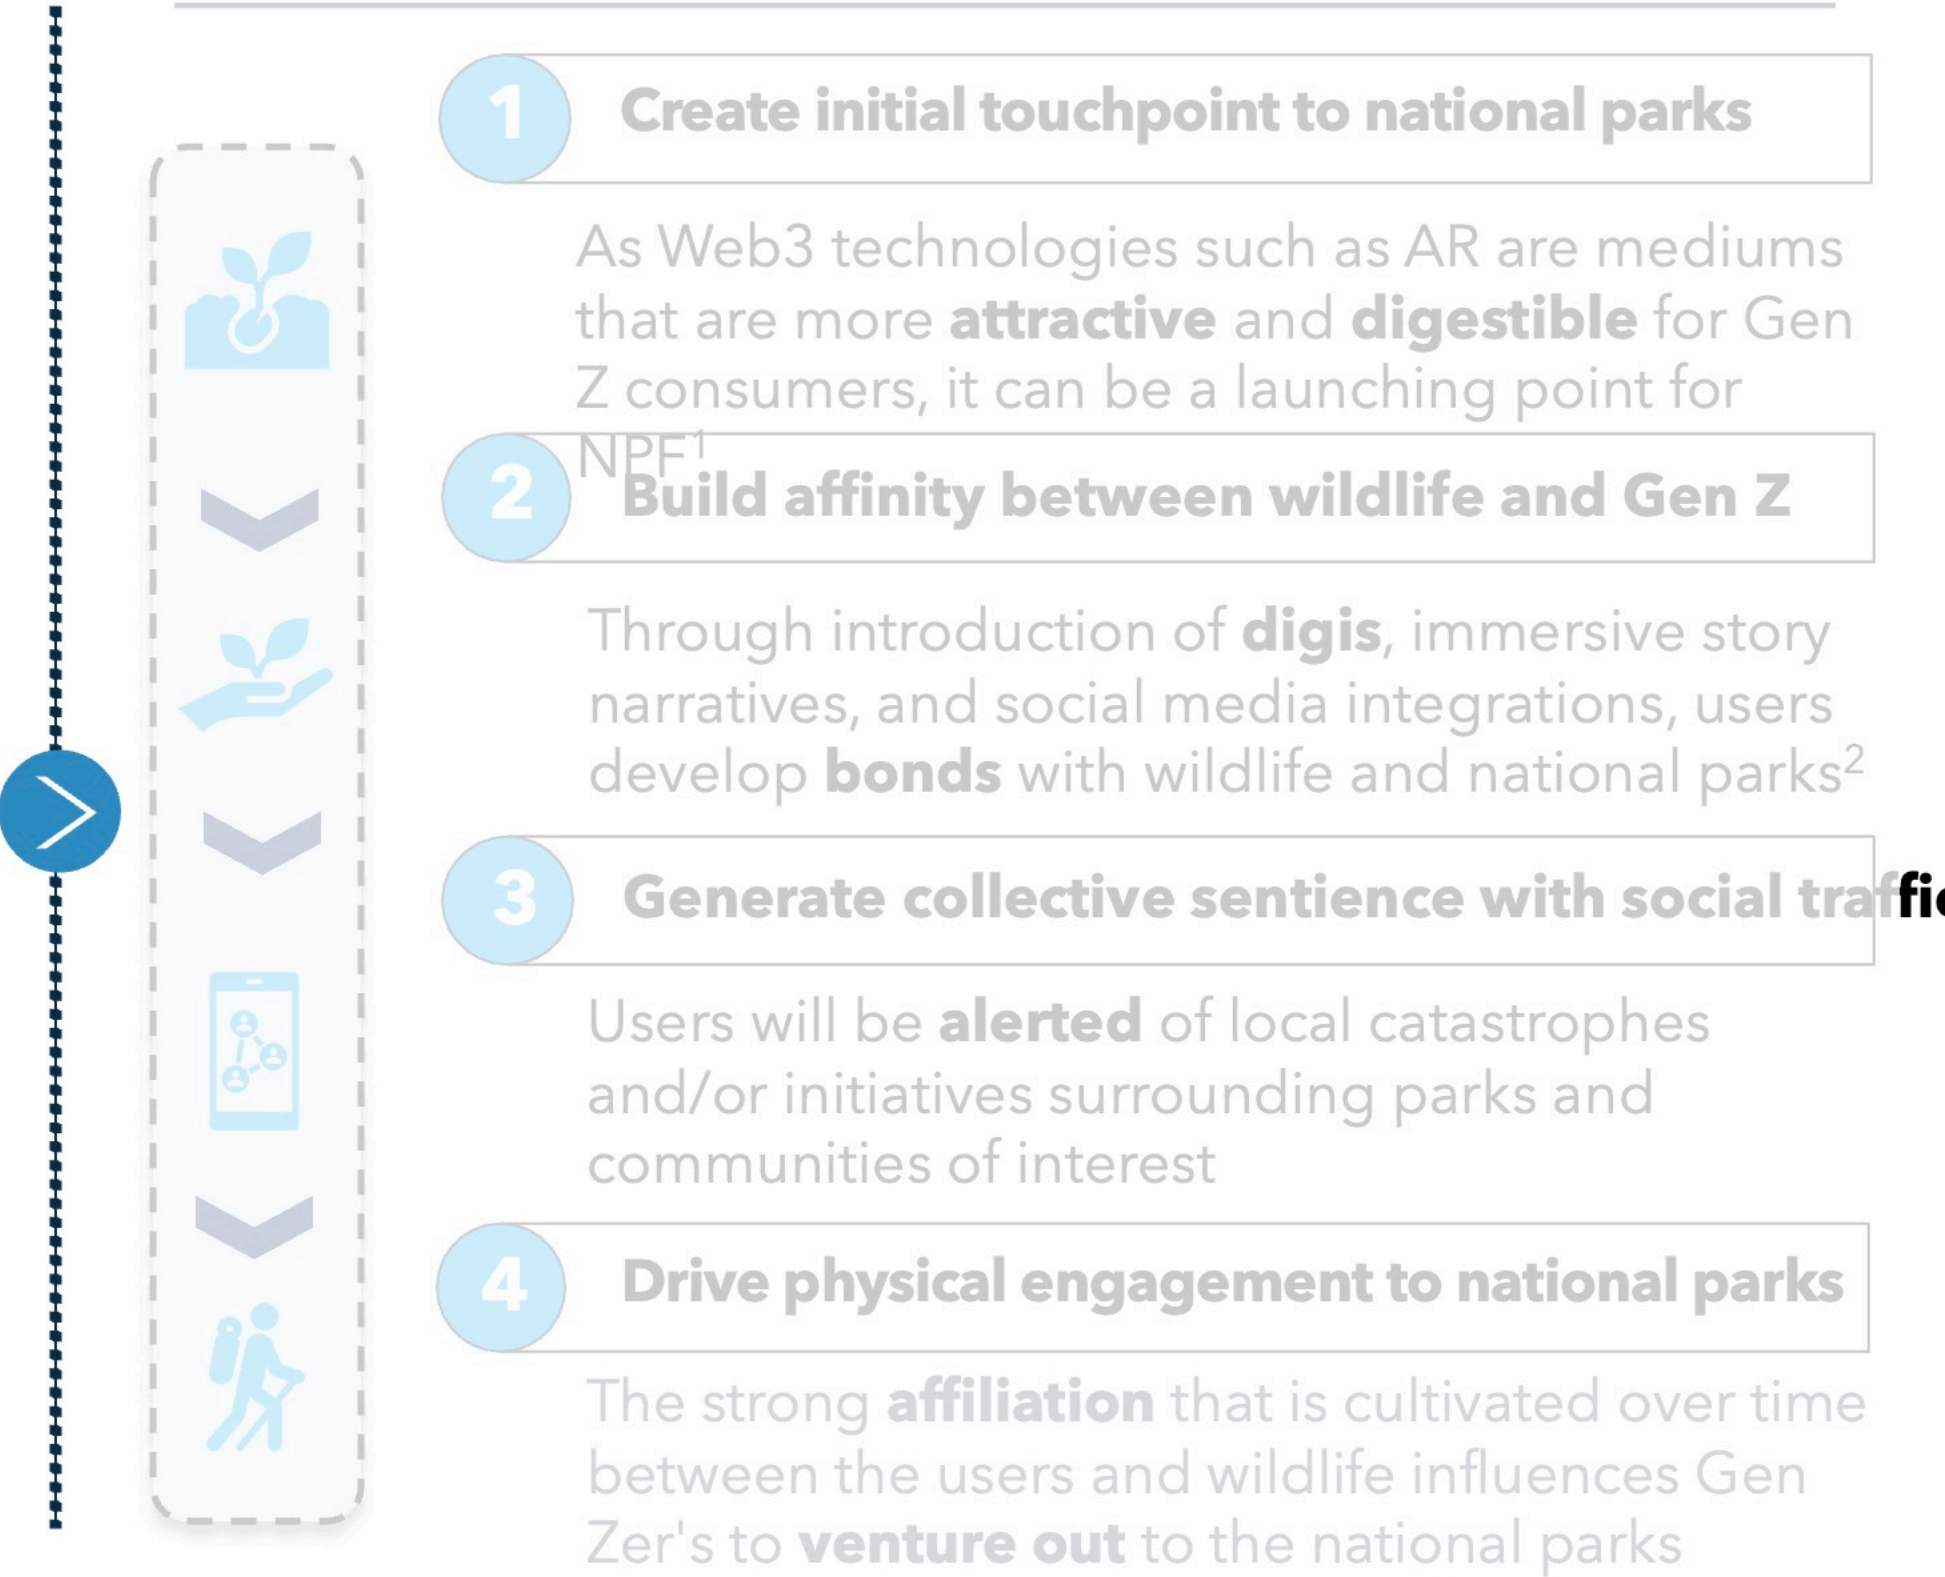 1 Create initial touchpoint to national parks
As Web3 technologies such as AR are mediums
that are more attractive and digestible for Gen
Z consumers, it can be a launching point for
NPF1
2 Build affinity between wildlife and Gen Z
Through introduction of digis, immersive story
narratives, and social media integrations, users
develop bonds with wildlife and national parks2
3 Generate collective sentience with social
Users will be alerted of local catastrophes
and/or initiatives surrounding parks and
communities of interest
4 Drive physical engagement to national parks
The strong affiliation that is cultivated over time
between the users and wildlife influences Gen
Zer's to venture out to the national parks